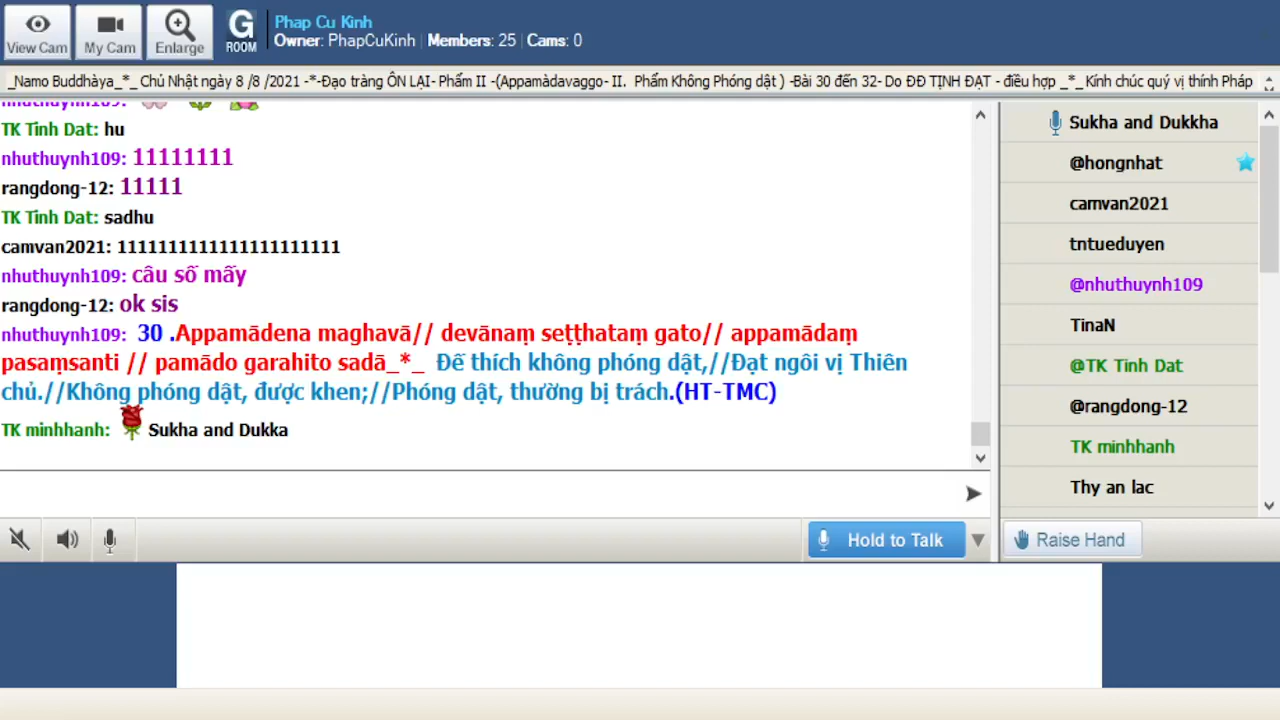 View Cam
My Cam
Enlarge
G
ROOM
Phap Cu Kinh
Owner: PhapCuKinh | Members: 25 | Cams: 0
_Namo Buddhàya_*_ Chủ Nhật ngày 8 /8 /2021 -*-Đạo tràng ÔN LẠI- Phẩm II -(Appamàdavaggo- II. Phẩm Không Phóng dật ) -Bài 30 đến 32- Do ĐĐ TỊNH ĐẠT - điều hợp _*_Kính chúc quý vị thính Pháp
nhuthuynh109:
TK Tinh Dat: hu
nhuthuynh109: 11111111
rangdong-12: 11111
TK Tinh Dat: sadhu
camvan2021: 1111111111111111111111
nhuthuynh109: câu số mấy
rangdong-12: ok sis
nhuthuynh109: 30 .Appamādena maghavā// devānaṃ seṭṭhataṃ gato// appamādaṃ
pasaṃsanti // pamādo garahito sadā_*_ Đế thích không phóng dật,//Đạt ngôi vị Thiên
chủ.//Không phóng dật, được khen;//Phóng dật, thường bị trách.(HT-TMC)
TK minhhanh: Sukha and Dukka
Hold to Talk
Sukha and Dukkha
@hongnhat
camvan2021
tntueduyen
@nhuthuynh109
TinaN
@TK Tinh Dat
@rangdong-12
TK minhhanh
Thy an lac
Raise Hand